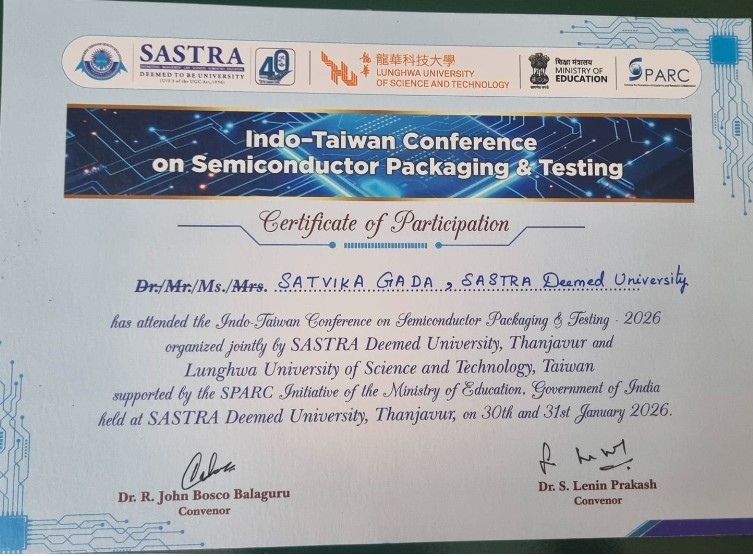 SASTRA
DEEMED TO BE UNIVERSITY
40
龍華科技大學
LUNGHWA UNIVERSITY
OF SCIENCE AND TECHNOLOGY
शिक्षा मंत्रालय
MINISTRY OF
EDUCATION
SPARC
Indo-Taiwan Conference
on Semiconductor Packaging & Testing
Certificate of Participation
Dr./Mr./Ms./Mrs. SATVIKA GADA, SASTRA Deemed University
has attended the Indo-Taiwan Conference on Semiconductor Packaging & Testing - 2026
organized jointly by SASTRA Deemed University, Thanjavur and
Lunghwa University of Science and Technology, Taiwan
supported by the SPARC Initiative of the Ministry of Education, Government of India
held at SASTRA Deemed University, Thanjavur, on 30th and 31st January 2026.
Dr. R. John Bosco Balaguru
Convenor
Dr. S. Lenin Prakash
Convenor